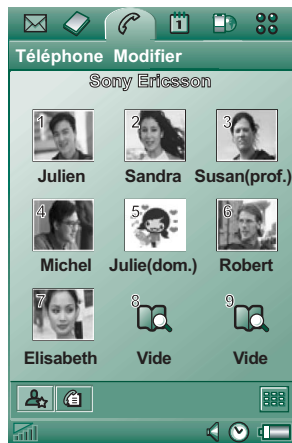 Téléphone Modifier
Sony Ericsson
1 2 3
Julien Sandra Susan(prof.)
4 5 6
Michel Julie(dom.) Robert
7 8 9
Elisabeth Vide Vide